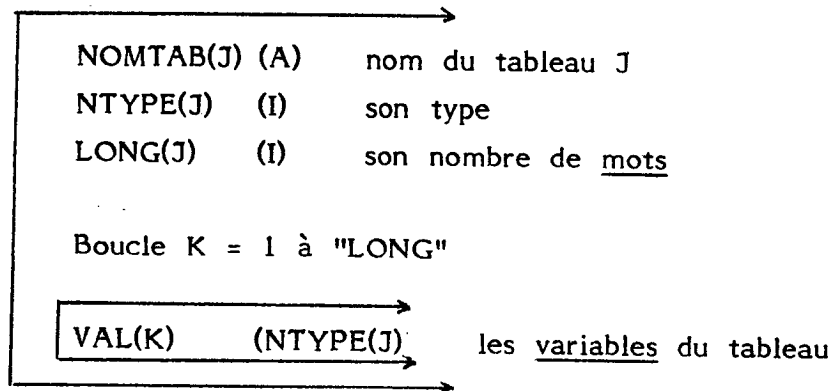 NOMTAB(J) (A) nom du tableau J
NTYPE(J) (I) son type
LONG(J) (I) son nombre de mots
Boucle K = 1 à "LONG"
VAL(K) (NTYPE(J) les variables du tableau